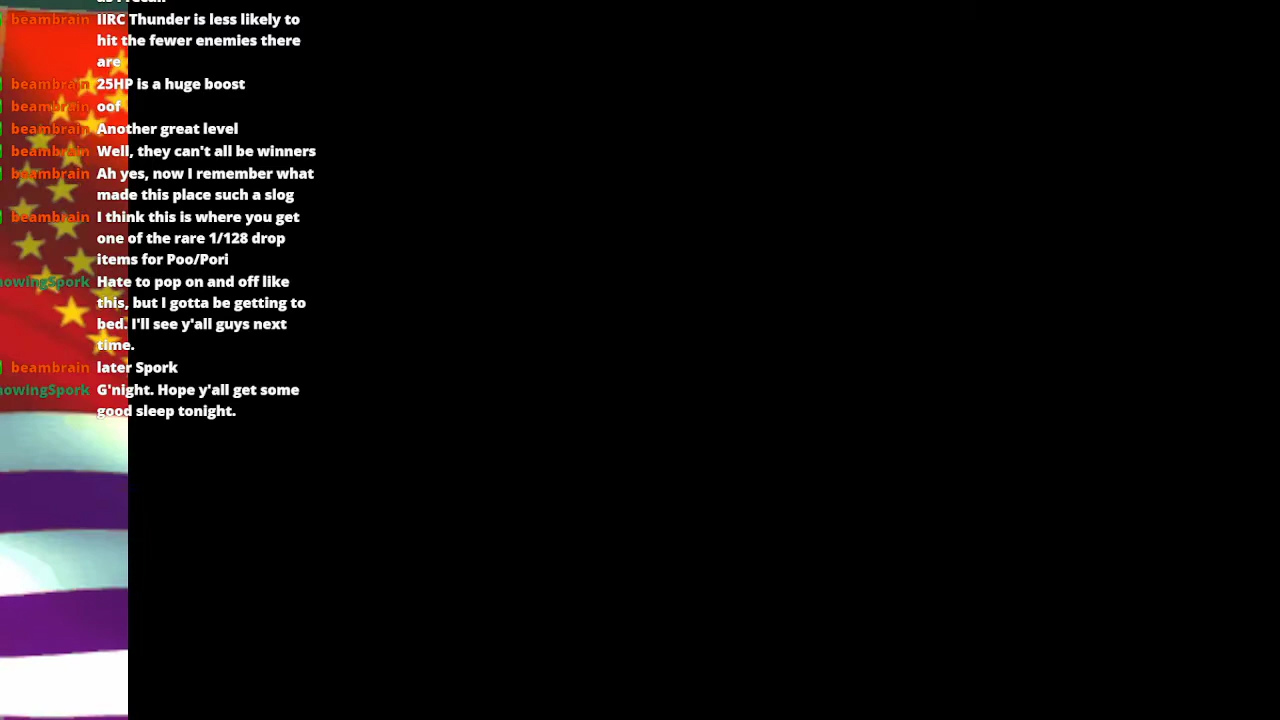 beambrain IIRC Thunder is less likely to
hit the fewer enemies there
are
beambrain 25HP is a huge boost
beambrain oof
beambrain Another great level
beambrain Well, they can't all be winners
beambrain Ah yes, now I remember what
made this place such a slog
beambrain I think this is where you get
one of the rare 1/128 drop
items for Poo/Pori
nowingSpork Hate to pop on and off like
this, but I gotta be getting to
bed. I'll see y'all guys next
time.
beambrain later Spork
nowingSpork G'night. Hope y'all get some
good sleep tonight.